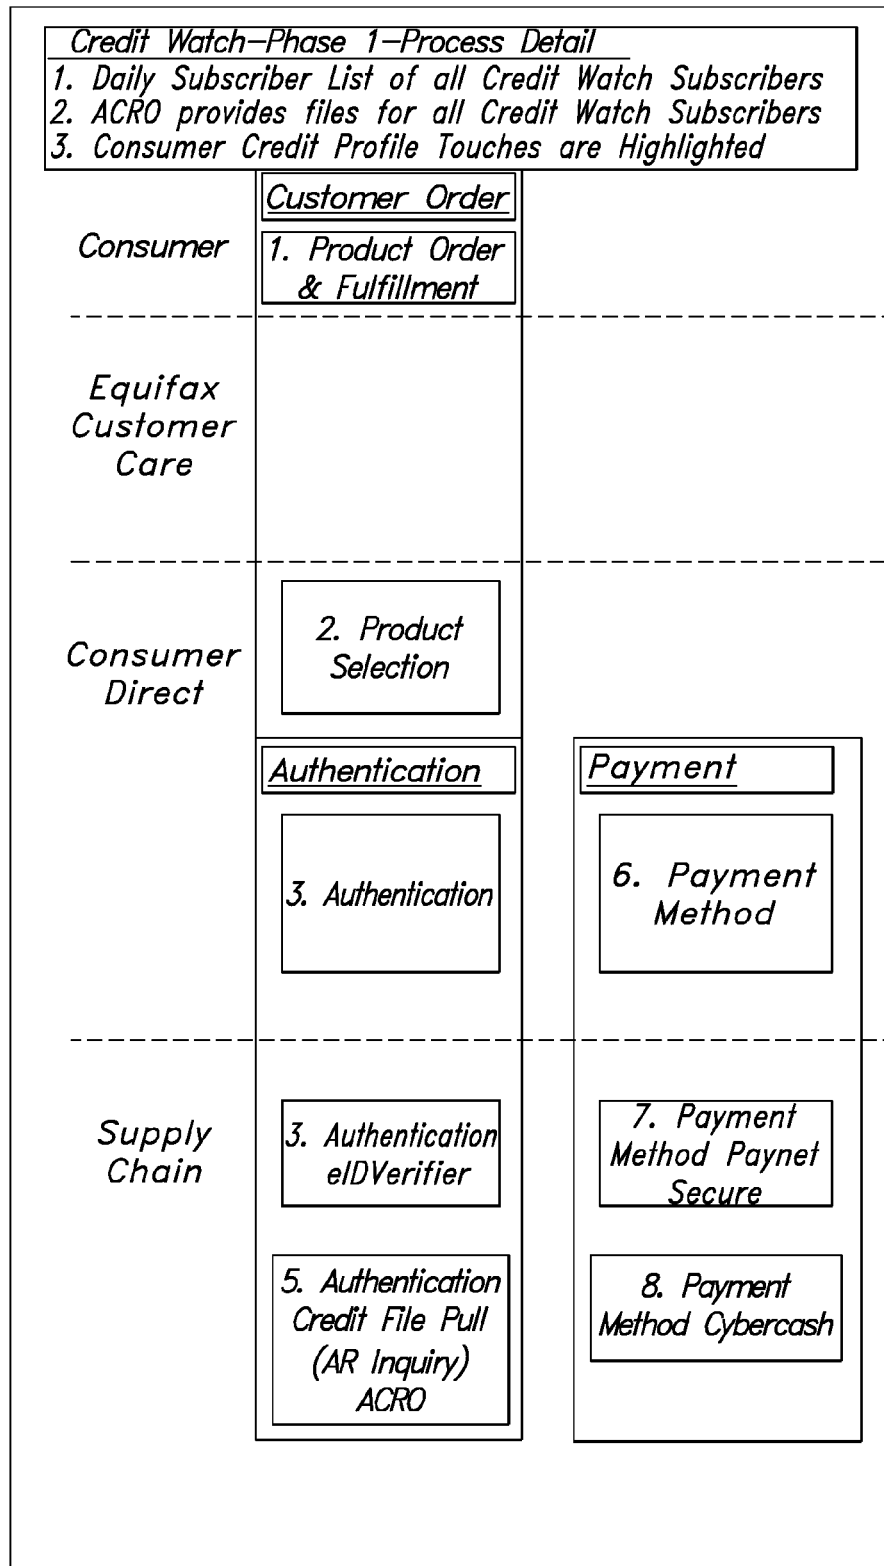 Credit Watch-Phase 1-Process Detail
1. Daily Subscriber List of all Credit Watch Subscribers
2. ACRO provides files for all Credit Watch Subscribers
3. Consumer Credit Profile Touches are Highlighted
Customer Order
Consumer
1. Product Order
& Fulfillment
Equifax
Customer
Care
Consumer
Direct
2. Product
Selection
Authentication
Payment
3. Authentication
6. Payment
Method
Supply
Chain
3. Authentication
eIDVerifier
7. Payment
Method Paynet
Secure
5. Authentication
Credit File Pull
(AR Inquiry)
ACRO
8. Payment
Method Cybercash